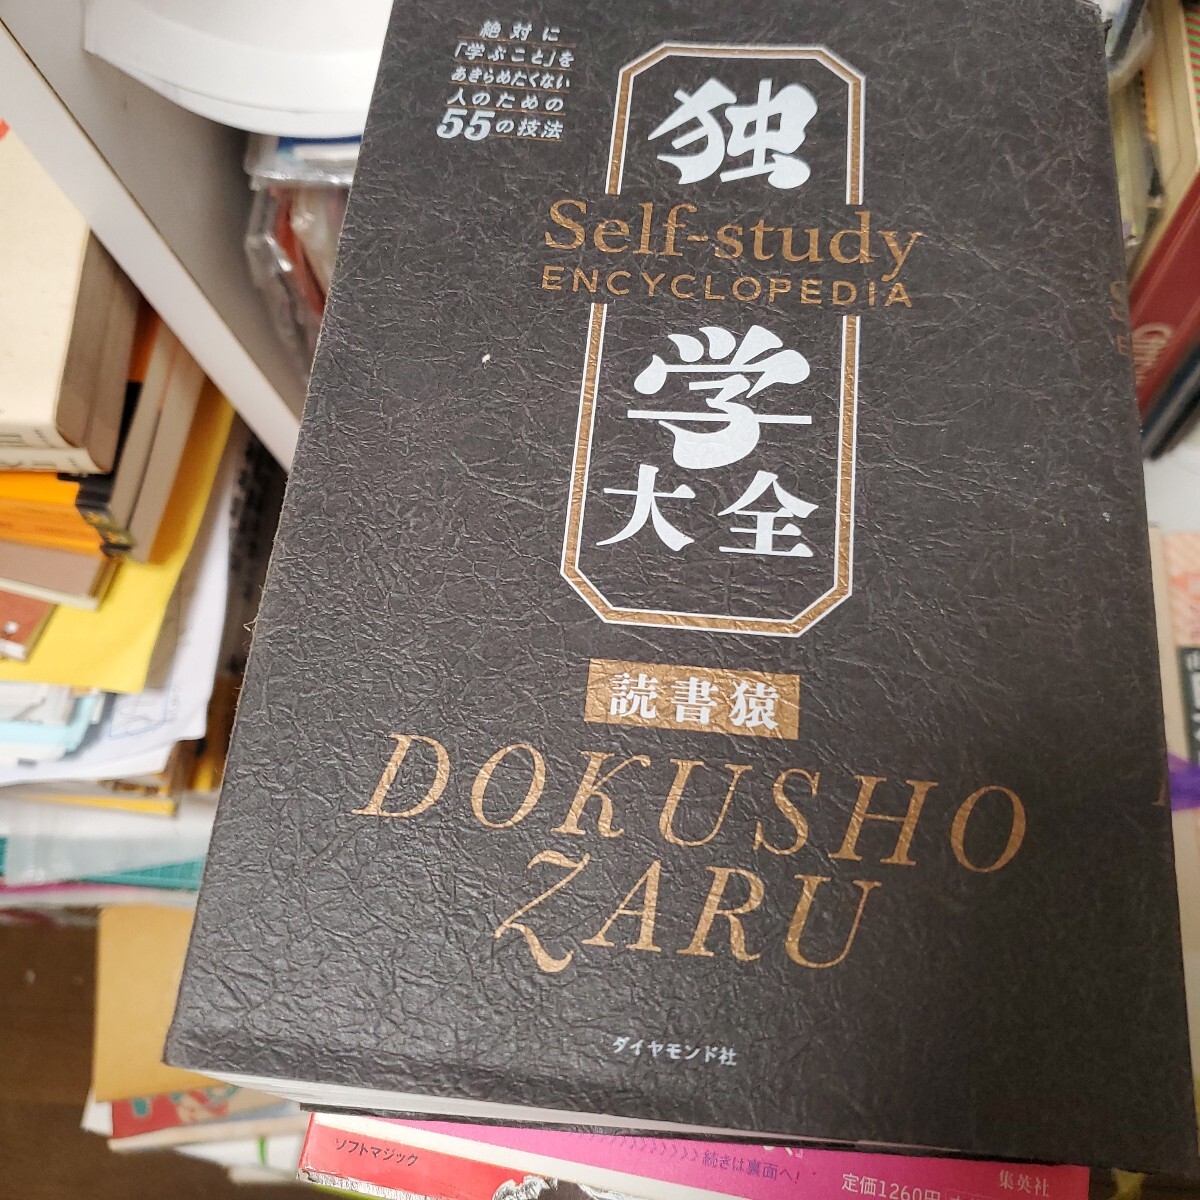 絶対に
「学ぶこと」を
あきらめたくない
人のための
55の技法
独
Self-study
ENCYCLOPEDIA
学
大全
読書猿
DOKUSHO
ZARU
ダイヤモンド社
ソフトマジック
続きは裏面へ!
定価1260円
集英社